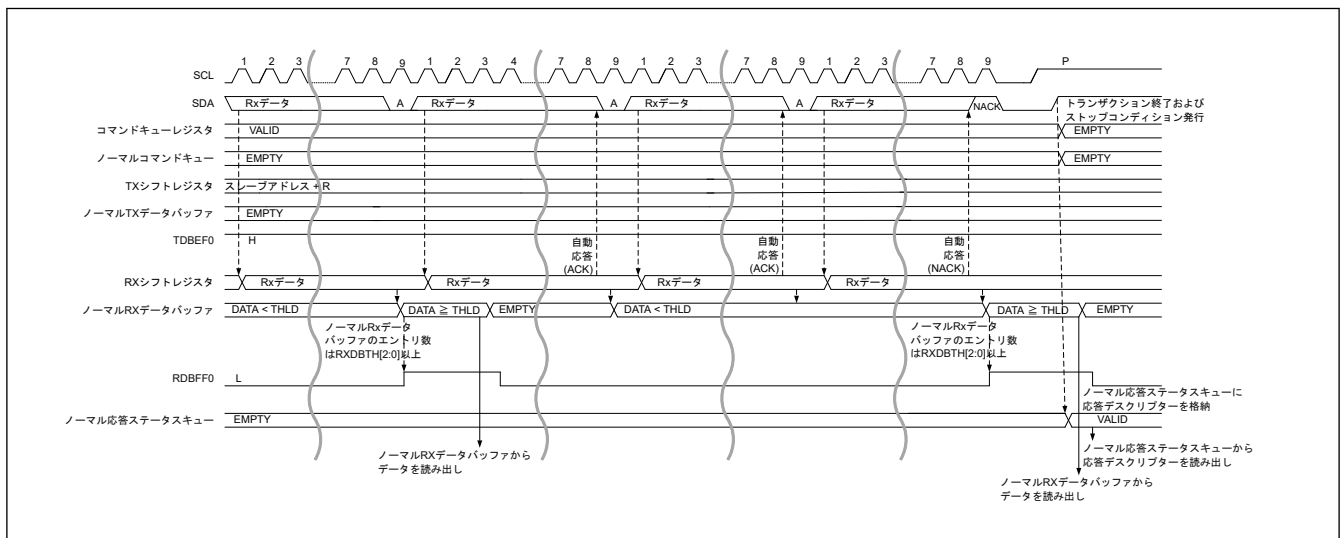 1 2 3 7 8 9 1 2 3 4 7 8 9 1 2 3 7 8 9 1 2 3 7 8 9 P
SCL
SDA Rxデータ A Rxデータ A Rxデータ A Rxデータ NACK トランザクション終了および
ストップコンディション発行
コマンドキューレジスタ VALID EMPTY
ノーマルコマンドキュー EMPTY EMPTY
TXシフトレジスタ スレーブアドレス + R
ノーマルTXデータバッファ EMPTY
TDBEF0 H
自動
応答
(ACK)
自動
応答
(ACK)
自動
応答
(NACK)
RXシフトレジスタ Rxデータ Rxデータ Rxデータ Rxデータ
ノーマルRXデータバッファ DATA < THLD DATA ≧ THLD EMPTY DATA < THLD DATA ≧ THLD EMPTY
ノーマルRxデータ
バッファのエントリ数
はRXDBTH[2:0]以上
ノーマルRxデータ
バッファのエントリ数
はRXDBTH[2:0]以上
RDBFF0 L
ノーマル応答ステータスキューに
応答デスクリプターを格納
ノーマル応答ステータスキュー EMPTY VALID
ノーマルRXデータバッファから
データを読み出し
ノーマル応答ステータスキューから
応答デスクリプターを読み出し
ノーマルRXデータバッファから
データを読み出し